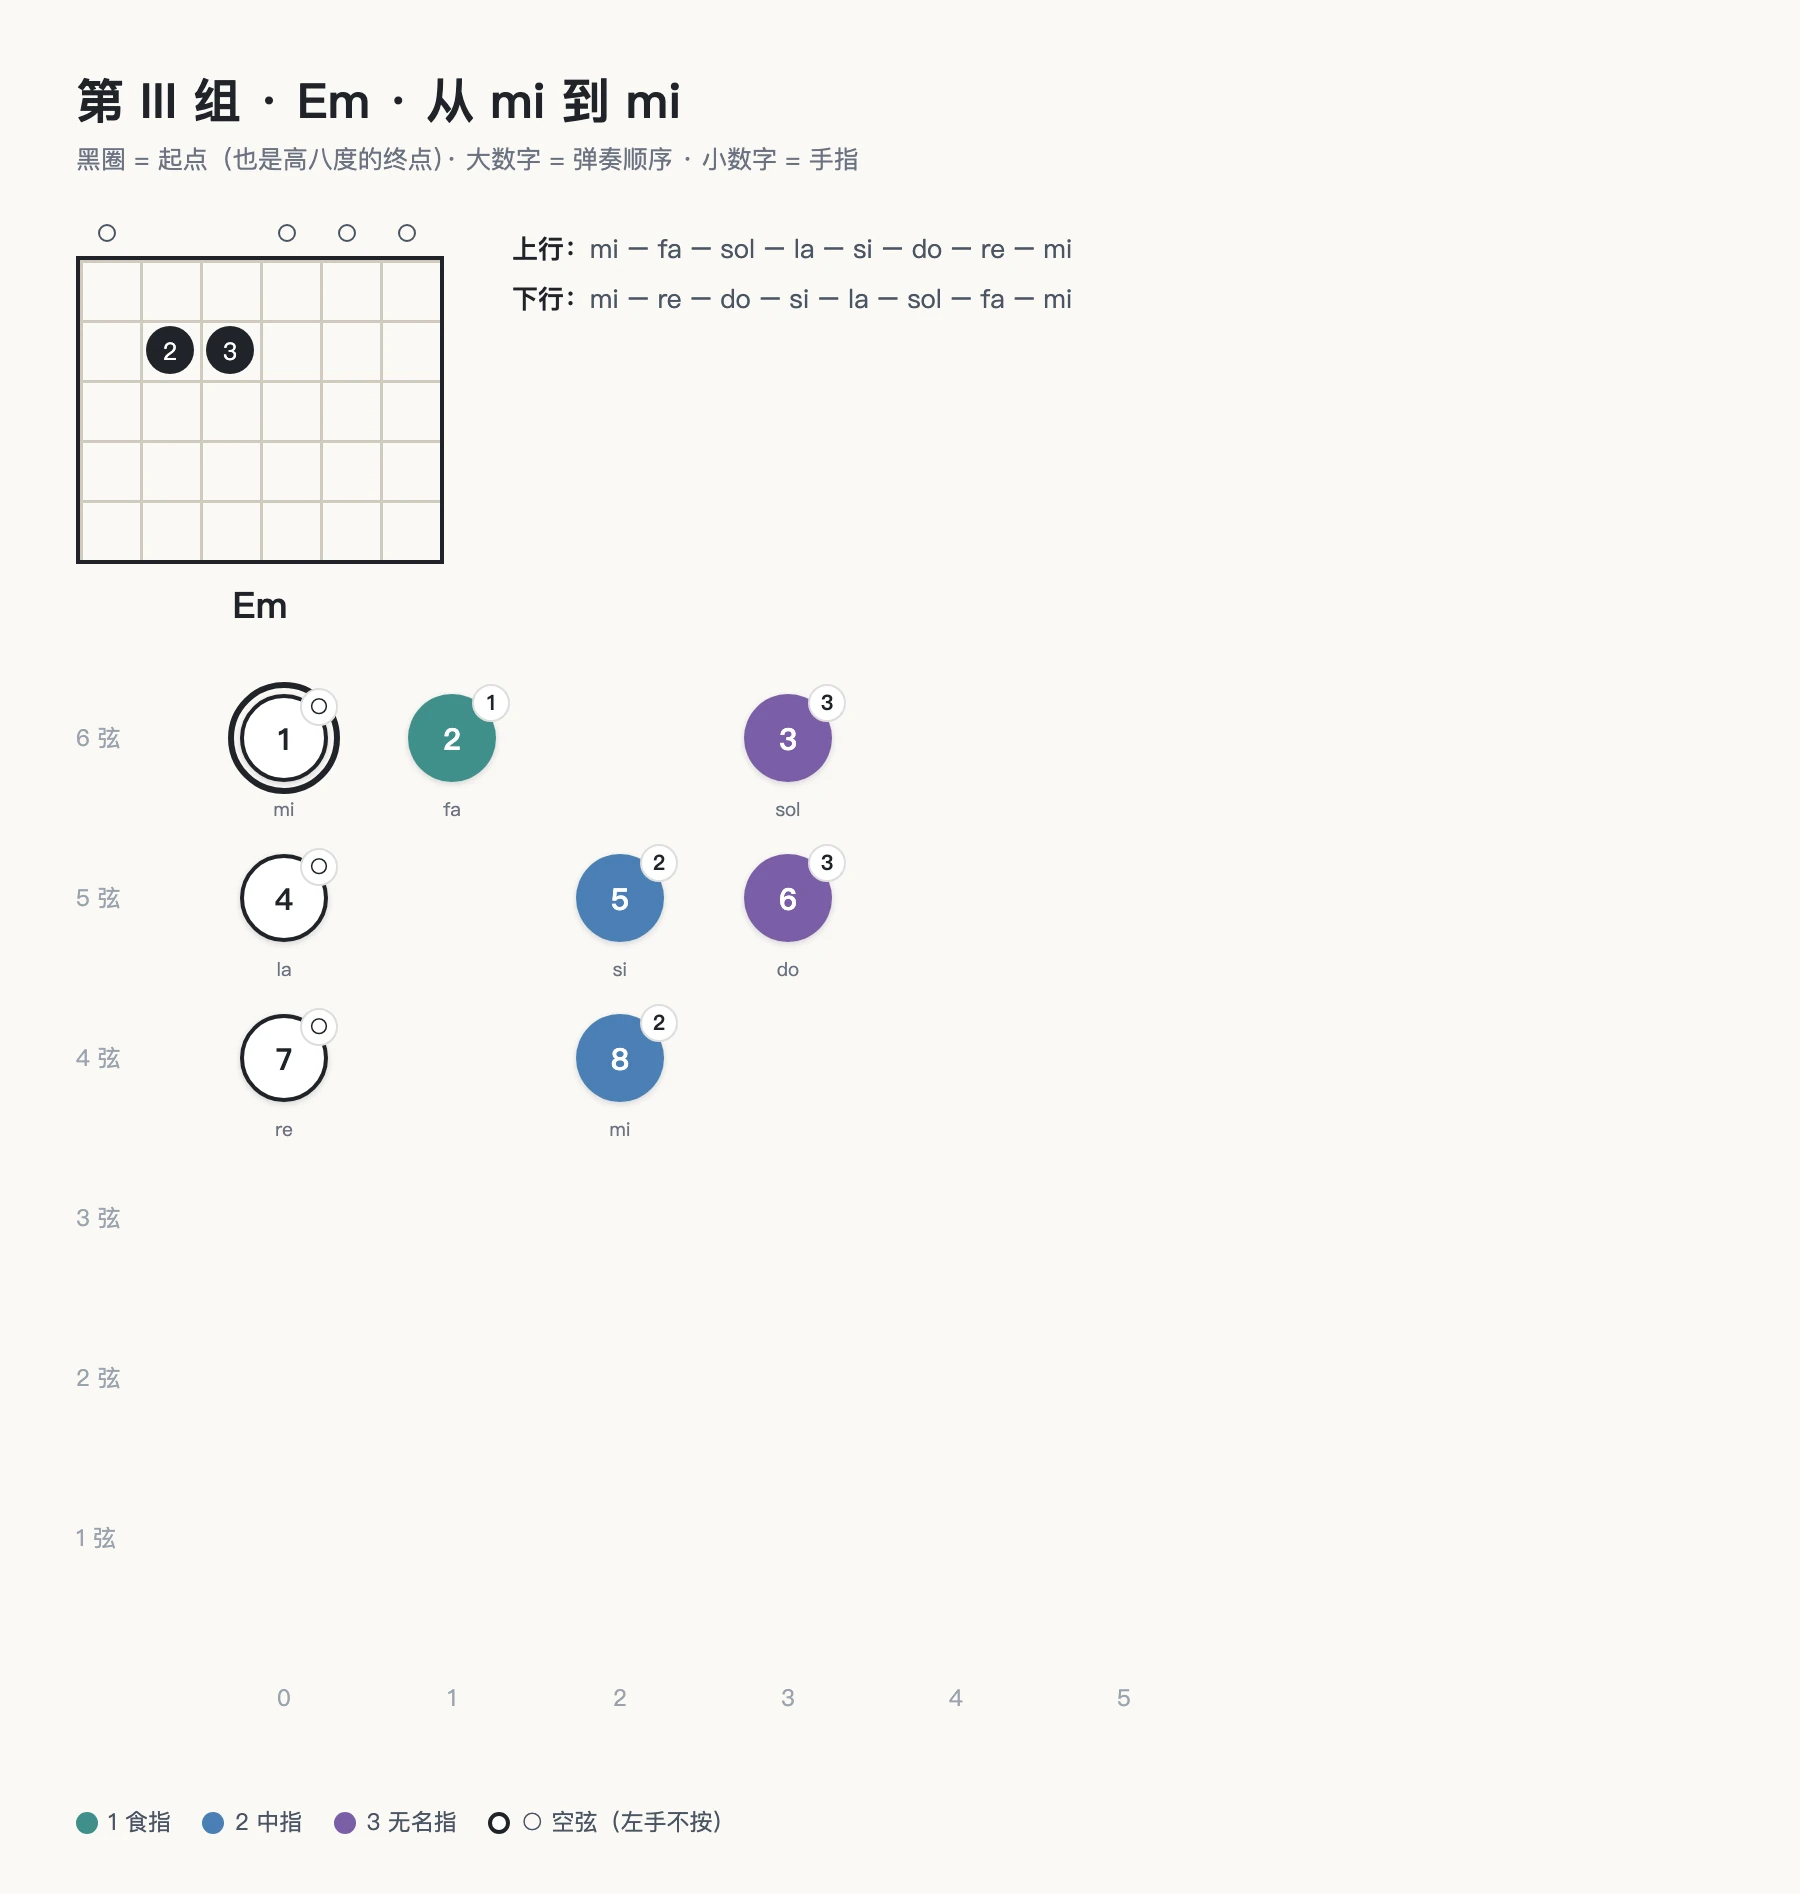 第 III 组 · Em · 从 mi 到 mi
黑圈 = 起点（也是高八度的终点）· 大数字 = 弹奏顺序 · 小数字 = 手指
上行：mi — fa — sol — la — si — do — re — mi
下行：mi — re — do — si — la — sol — fa — mi
2 3
Em
1 3
6 弦 1 2 3
mi fa sol
2 3
5 弦 4 5 6
la si do
2
4 弦 7 8
re mi
3 弦
2 弦
1 弦
0 1 2 3 4 5
1 食指 2 中指 3 无名指 ○ 空弦（左手不按）